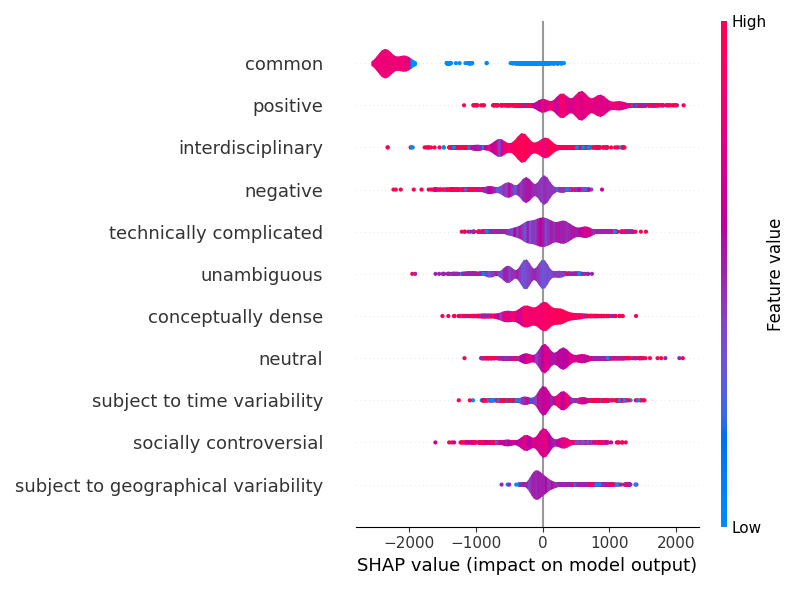 High
common
positive
interdisciplinary
negative
technically complicated
unambiguous
conceptually dense
neutral
subject to time variability
socially controversial
subject to geographical variability
Feature value
Low
−2000 −1000 0 1000 2000
SHAP value (impact on model output)